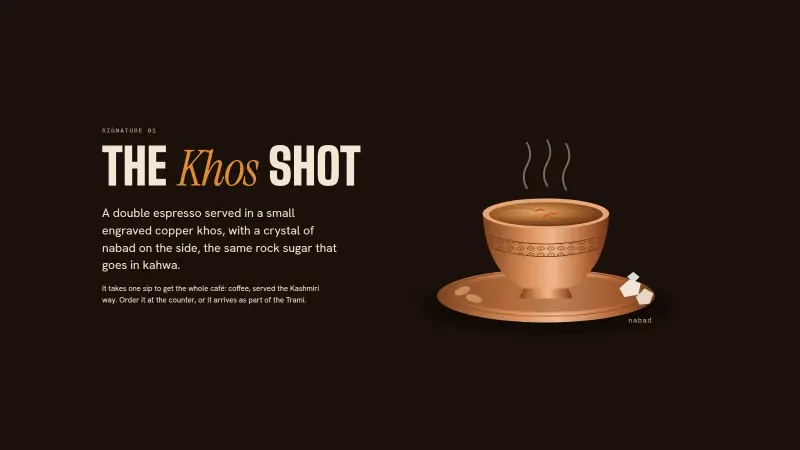 SIGNATURE 01
THE Khos SHOT
A double espresso served in a small
engraved copper khos, with a crystal of
nabad on the side, the same rock sugar that
goes in kahwa.
It takes one sip to get the whole café: coffee, served the Kashmiri
way. Order it at the counter, or it arrives as part of the Trami.
nabad